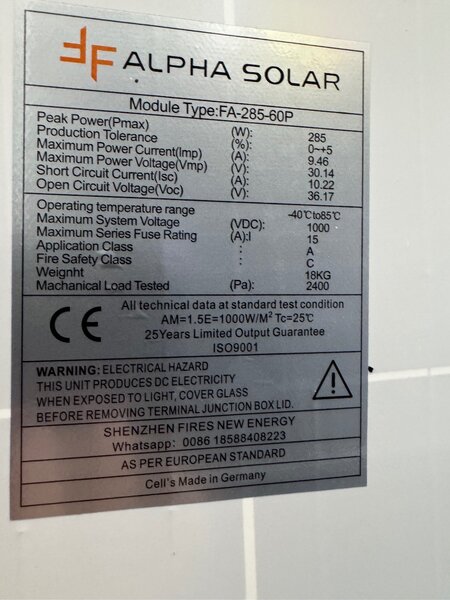 ALPHA SOLAR
Module Type:FA-285-60P
Peak Power(Pmax) (W): 285
Production Tolerance (%): 0~+5
Maximum Power Current(Imp) (A): 9.46
Maximum Power Voltage(Vmp) (V): 30.14
Short Circuit Current(Isc) (A): 10.22
Open Circuit Voltage(Voc) (V): 36.17
Operating temperature range -40℃to85℃
Maximum System Voltage (VDC): 1000
Maximum Series Fuse Rating (A):I 15
Application Class : A
Fire Safety Class : C
Weignht : 18KG
Machanical Load Tested (Pa): 2400
CE
All technical data at standard test condition
AM=1.5E=1000W/M² Tc=25℃
25Years Limited Output Guarantee
ISO9001
WARNING: ELECTRICAL HAZARD
THIS UNIT PRODUCES DC ELECTRICITY
WHEN EXPOSED TO LIGHT, COVER GLASS
BEFORE REMOVING TERMINAL JUNCTION BOX LID.
SHENZHEN FIRES NEW ENERGY
Whatsapp: 0086 18588408223
AS PER EUROPEAN STANDARD
Cell's Made in Germany